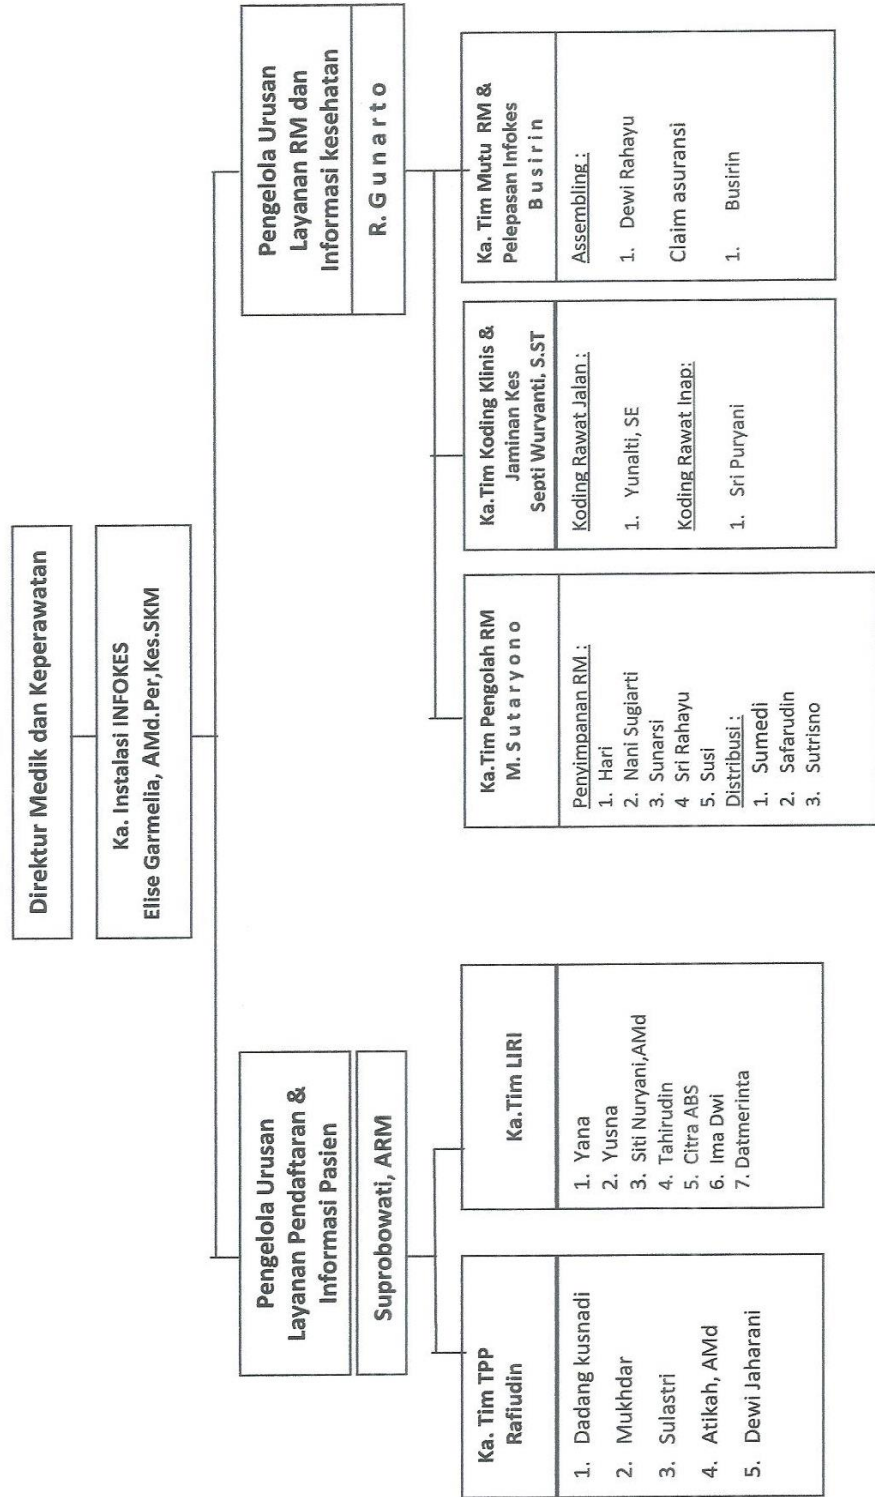 Direktur Medik dan Keperawatan
Ka. Instalasi INFOKES
Elise Garmelia, AMd.Per,Kes.SKM
Pengelola Urusan
Layanan Pendaftaran &
Informasi Pasien
Suprobowati, ARM
Pengelola Urusan
Layanan RM dan
Informasi kesehatan
R. G u n a r t o
Ka. Tim TPP
Rafiudin
1. Dadang kusnadi
2. Mukhdar
3. Sulastri
4. Atikah, AMd
5. Dewi Jaharani
Ka.Tim LIRI
1. Yana
2. Yusna
3. Siti Nuryani,AMd
4. Tahirudin
5. Citra ABS
6. Ima Dwi
7. Datmerinta
Ka.Tim Pengolah RM
M. S u t a r y o n o
Penyimpanan RM :
1. Hari
2. Nani Sugiarti
3. Sunarsi
4 Sri Rahayu
5. Susi
Distribusi :
1. Sumedi
2. Safarudin
3. Sutrisno
Ka.Tim Koding Klinis &
Jaminan Kes
Septi Wurvanti, S.ST
Koding Rawat Jalan :
1. Yunalti, SE
Koding Rawat Inap:
1. Sri Puryani
Ka. Tim Mutu RM &
Pelepasan Infokes
B u s i r i n
Assembling :
1. Dewi Rahayu
Claim asuransi
1. Busirin